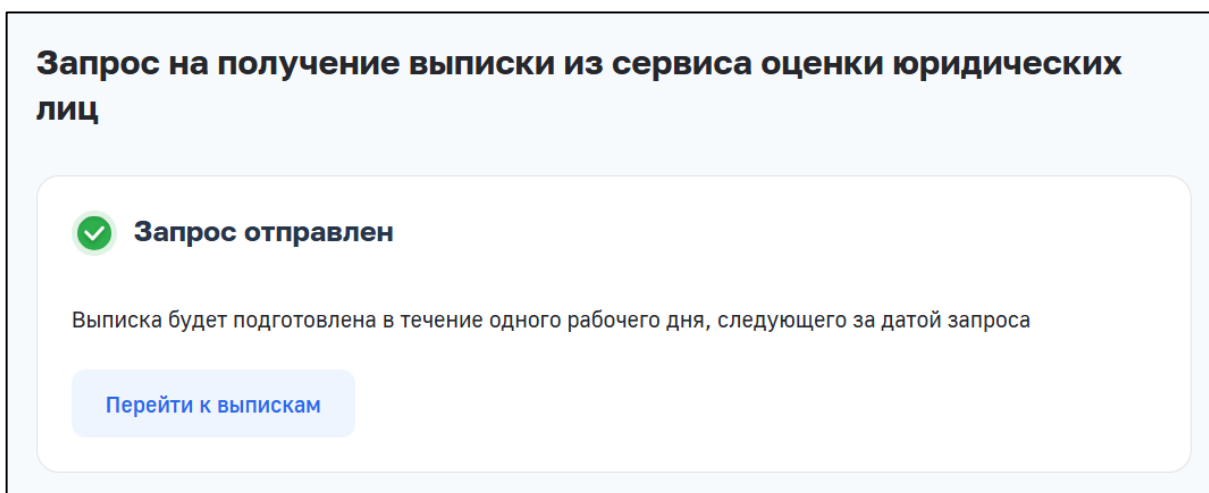 Запрос на получение выписки из сервиса оценки юридических
лиц
Запрос отправлен
Выписка будет подготовлена в течение одного рабочего дня, следующего за датой запроса
Перейти к выпискам